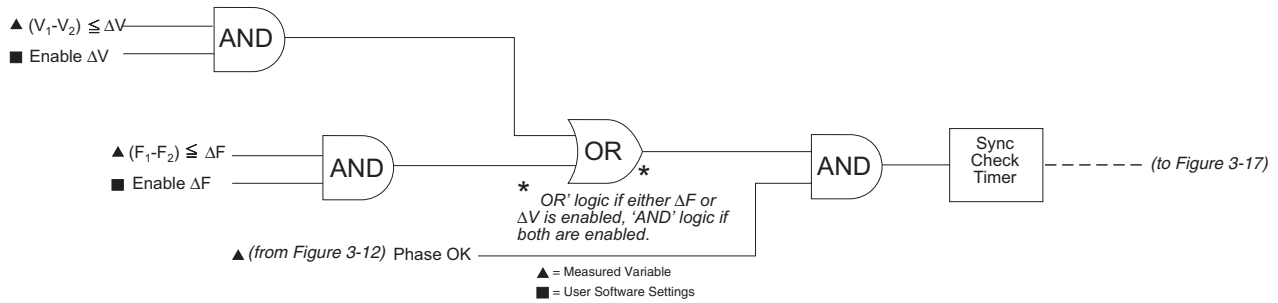 ▲ (V₁-V₂) ≦ ΔV
■ Enable ΔV
AND
▲ (F₁-F₂) ≦ ΔF
■ Enable ΔF
AND
OR
*
* OR' logic if either ΔF or
ΔV is enabled, ‘AND’ logic if
both are enabled.
▲ (from Figure 3-12) Phase OK
AND
Sync
Check
Timer
(to Figure 3-17)
▲ = Measured Variable
■ = User Software Settings